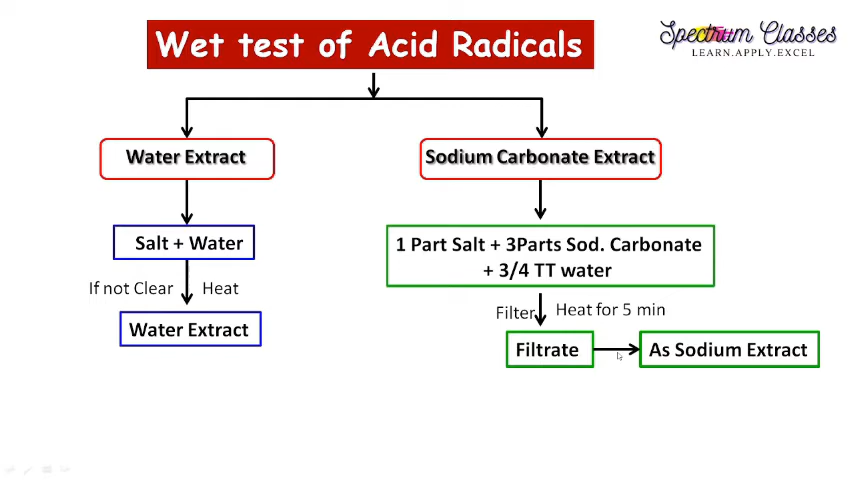 Wet test of Acid Radicals
Spectrum Classes
LEARN.APPLY.EXCEL
Water Extract
Sodium Carbonate Extract
Salt + Water
1 Part Salt + 3Parts Sod. Carbonate
+ 3/4 TT water
If not Clear
Heat
Filter
Heat for 5 min
Water Extract
Filtrate
As Sodium Extract